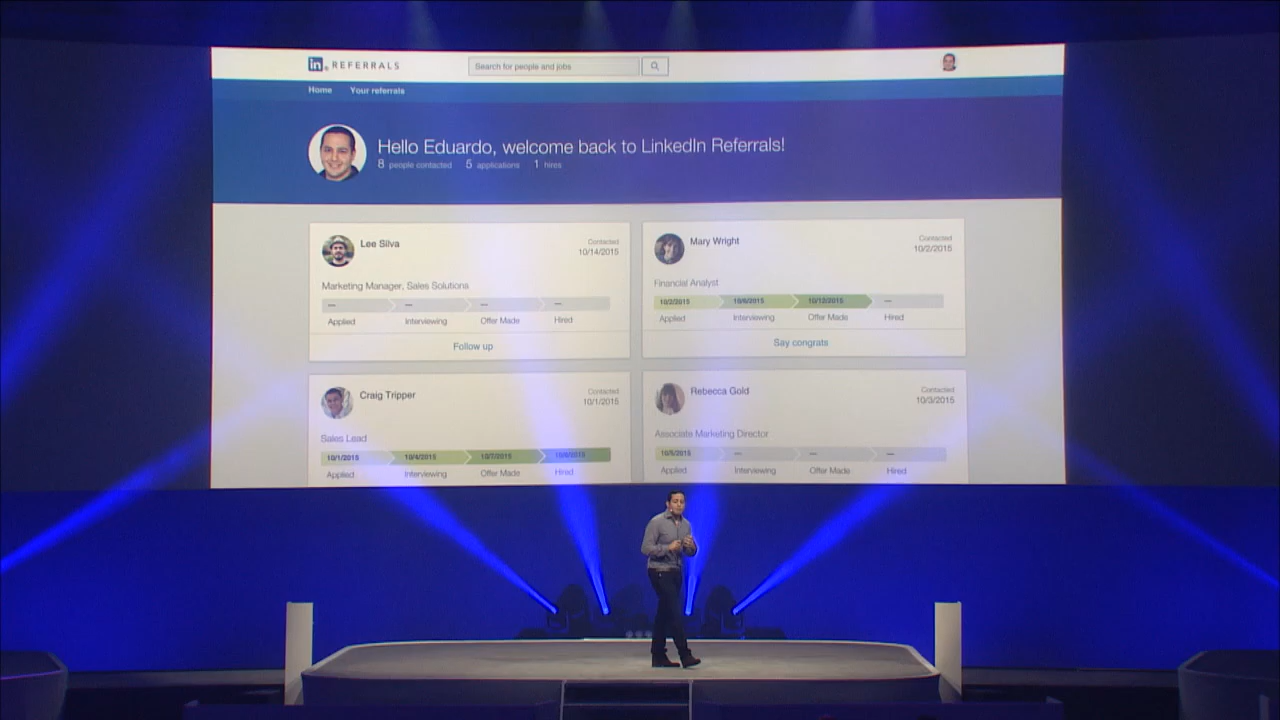 in® REFERRALS
Search for people and jobs
Home Your referrals
Hello Eduardo, welcome back to LinkedIn Referrals!
8 people contacted 5 applications 1 hires
Lee Silva
Contacted
10/14/2015
Marketing Manager, Sales Solutions
— — — —
Applied Interviewing Offer Made Hired
Follow up
Mary Wright
Contacted
10/2/2015
Financial Analyst
10/2/2015 10/6/2015 10/12/2015 —
Applied Interviewing Offer Made Hired
Say congrats
Craig Tripper
Contacted
10/1/2015
Sales Lead
10/1/2015 10/4/2015 10/7/2015
Applied Interviewing Offer Made Hired
Rebecca Gold
Contacted
10/3/2015
Associate Marketing Director
10/5/2015 — — —
Applied Interviewing Offer Made Hired